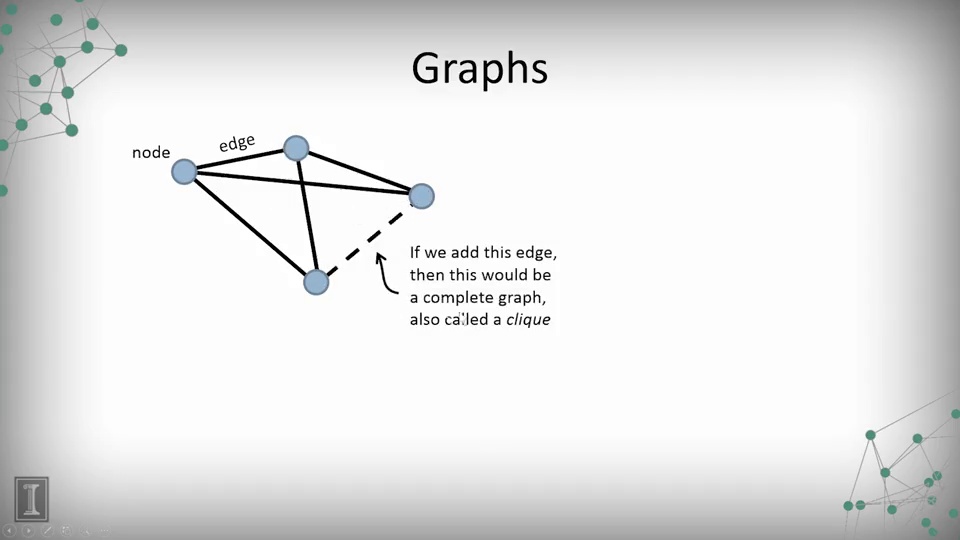 Graphs
node
edge
If we add this edge,
then this would be
a complete graph,
also called a clique
I